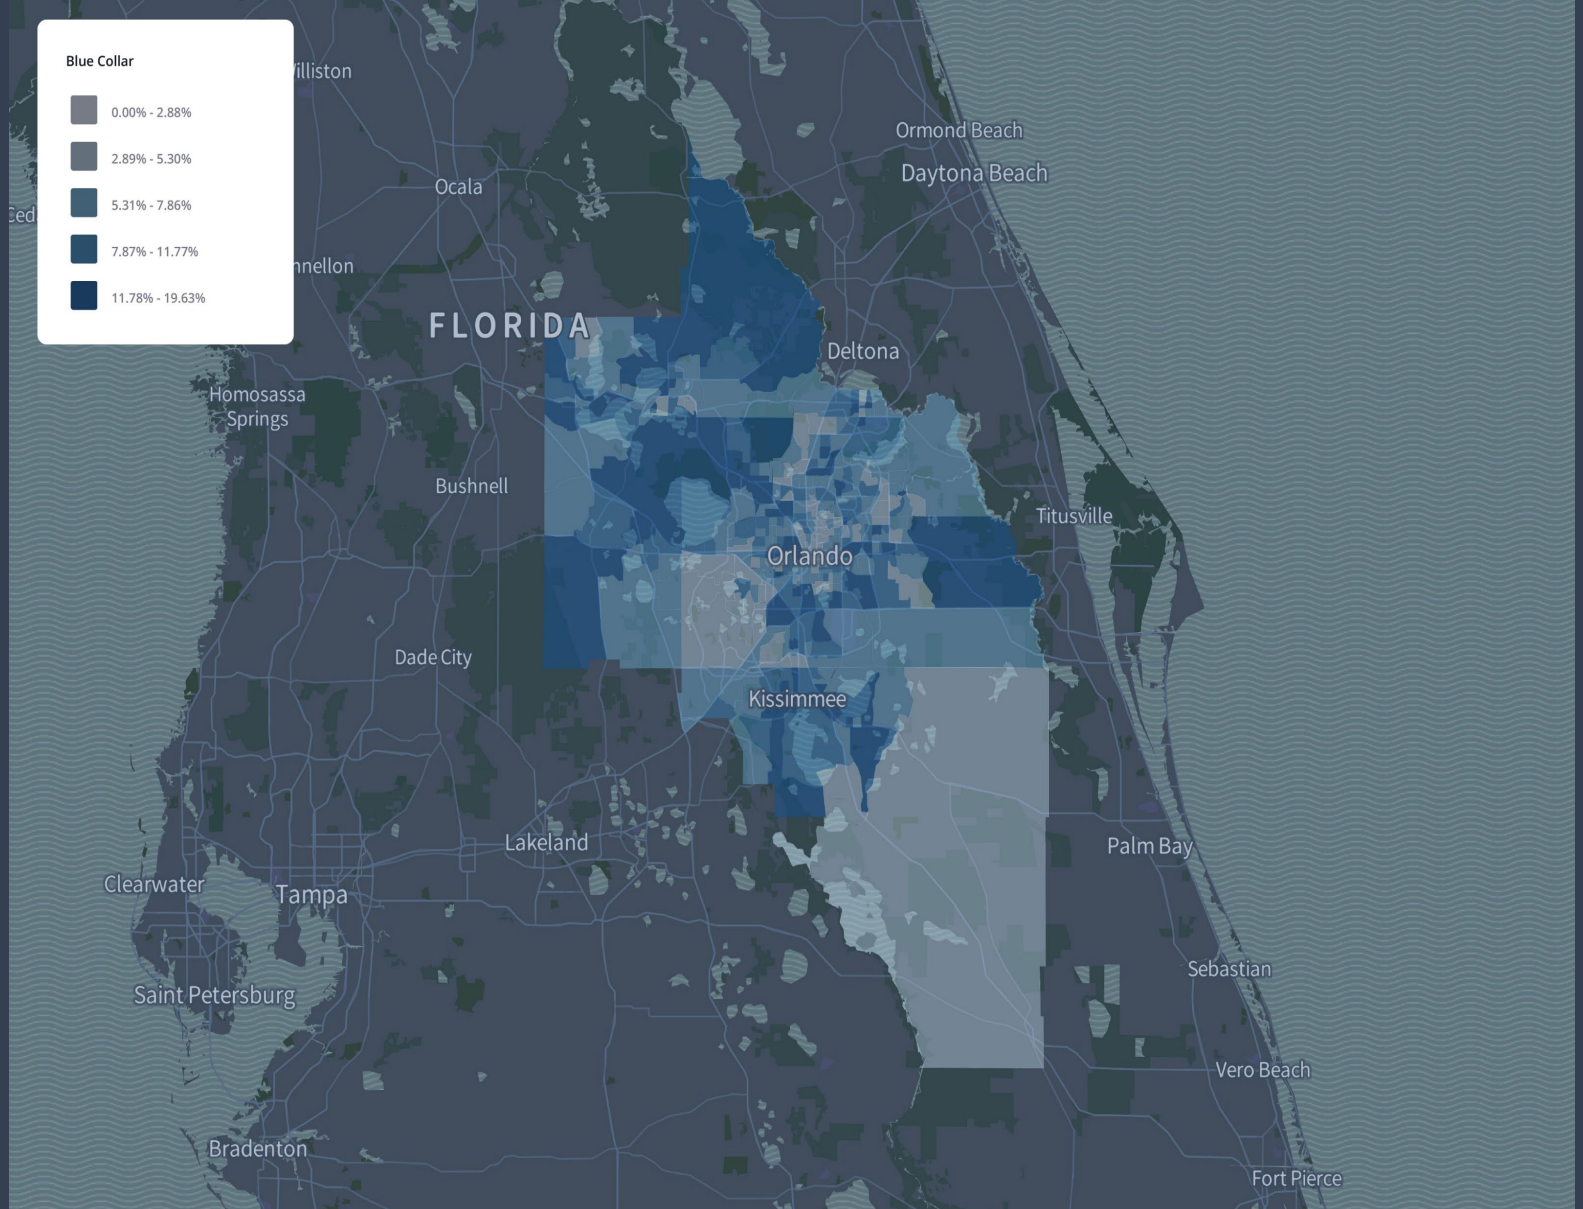 Blue Collar
0.00% - 2.88%
2.89% - 5.30%
5.31% - 7.86%
7.87% - 11.77%
11.78% - 19.63%
Ormond Beach
Daytona Beach
Ocala
FLORIDA
Deltona
Homosassa
Springs
Bushnell
Titusville
Orlando
Dade City
Kissimmee
Lakeland
Palm Bay
Clearwater
Tampa
Sebastian
Saint Petersburg
Vero Beach
Bradenton
Fort Pierce